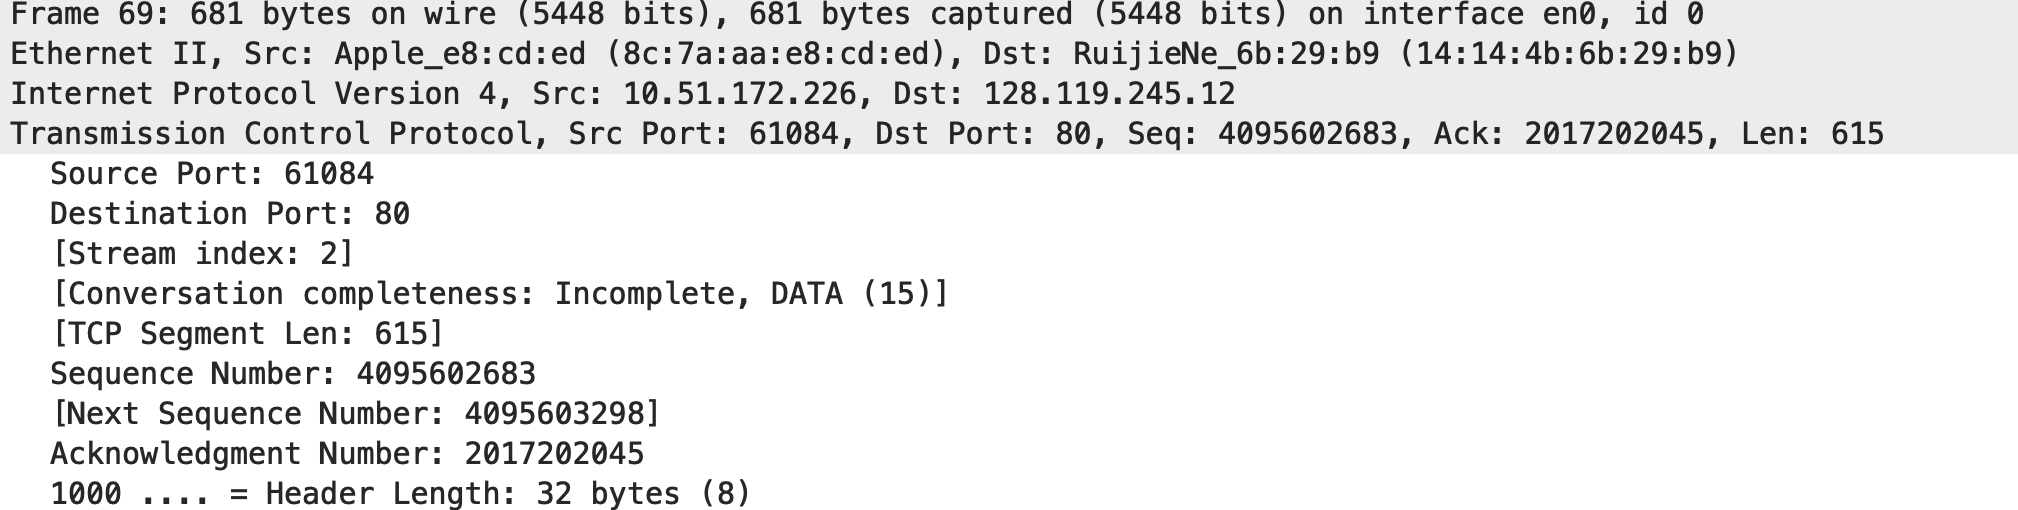 Frame 69: 681 bytes on wire (5448 bits), 681 bytes captured (5448 bits) on interface en0, id 0
Ethernet II, Src: Apple_e8:cd:ed (8c:7a:aa:e8:cd:ed), Dst: RuijieNe_6b:29:b9 (14:14:4b:6b:29:b9)
Internet Protocol Version 4, Src: 10.51.172.226, Dst: 128.119.245.12
Transmission Control Protocol, Src Port: 61084, Dst Port: 80, Seq: 4095602683, Ack: 2017202045, Len: 615
Source Port: 61084
Destination Port: 80
[Stream index: 2]
[Conversation completeness: Incomplete, DATA (15)]
[TCP Segment Len: 615]
Sequence Number: 4095602683
[Next Sequence Number: 4095603298]
Acknowledgment Number: 2017202045
1000 .... = Header Length: 32 bytes (8)